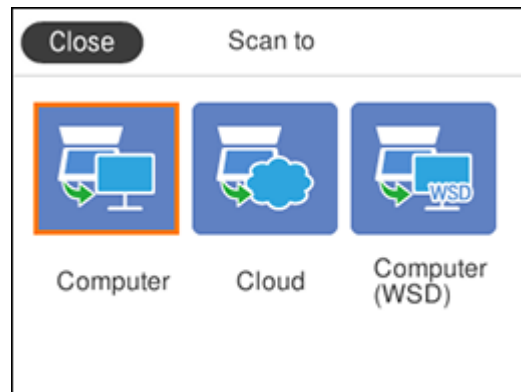 Close
Scan to
WSD
Computer
Cloud
Computer
(WSD)